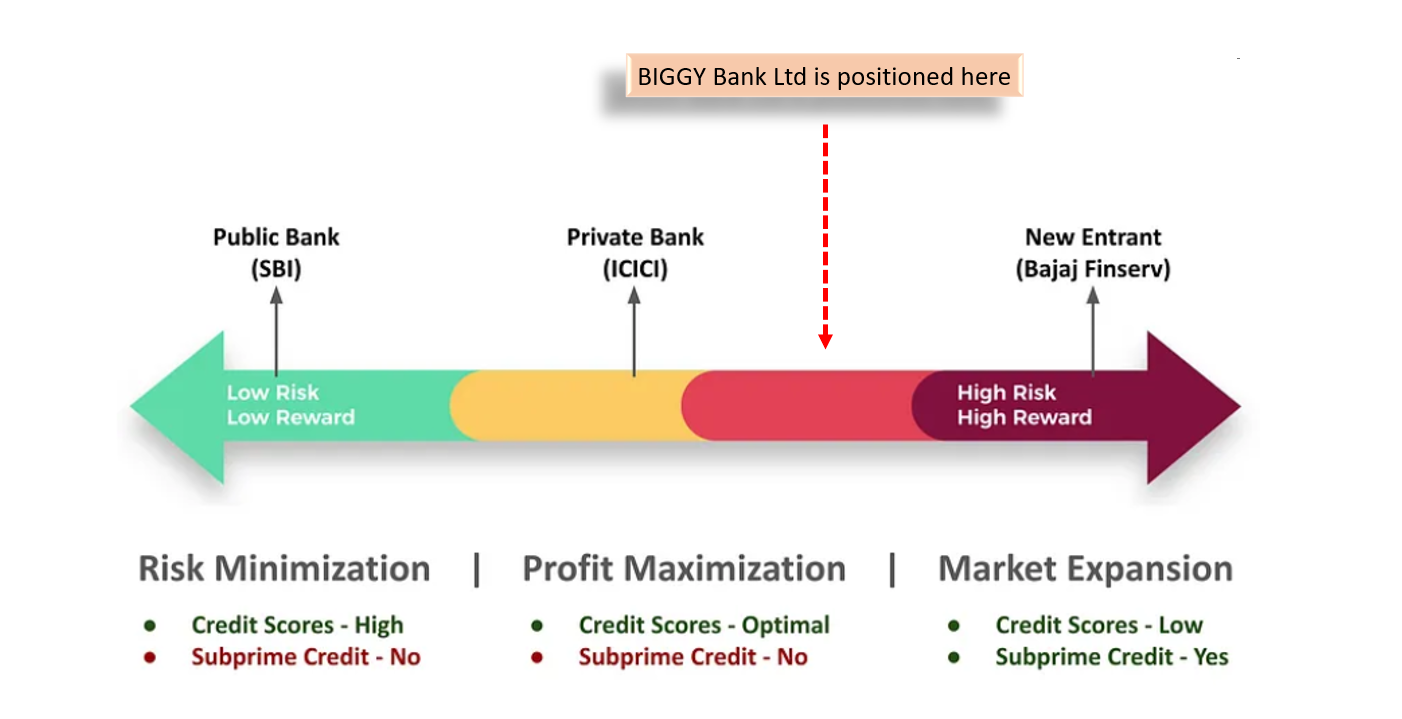 BIGGY Bank Ltd is positioned here
Public Bank
(SBI)
Private Bank
(ICICI)
New Entrant
(Bajaj Finserv)
Low Risk
Low Reward
High Risk
High Reward
Risk Minimization | Profit Maximization | Market Expansion
● Credit Scores - High
● Subprime Credit - No
● Credit Scores - Optimal
● Subprime Credit - No
● Credit Scores - Low
● Subprime Credit - Yes